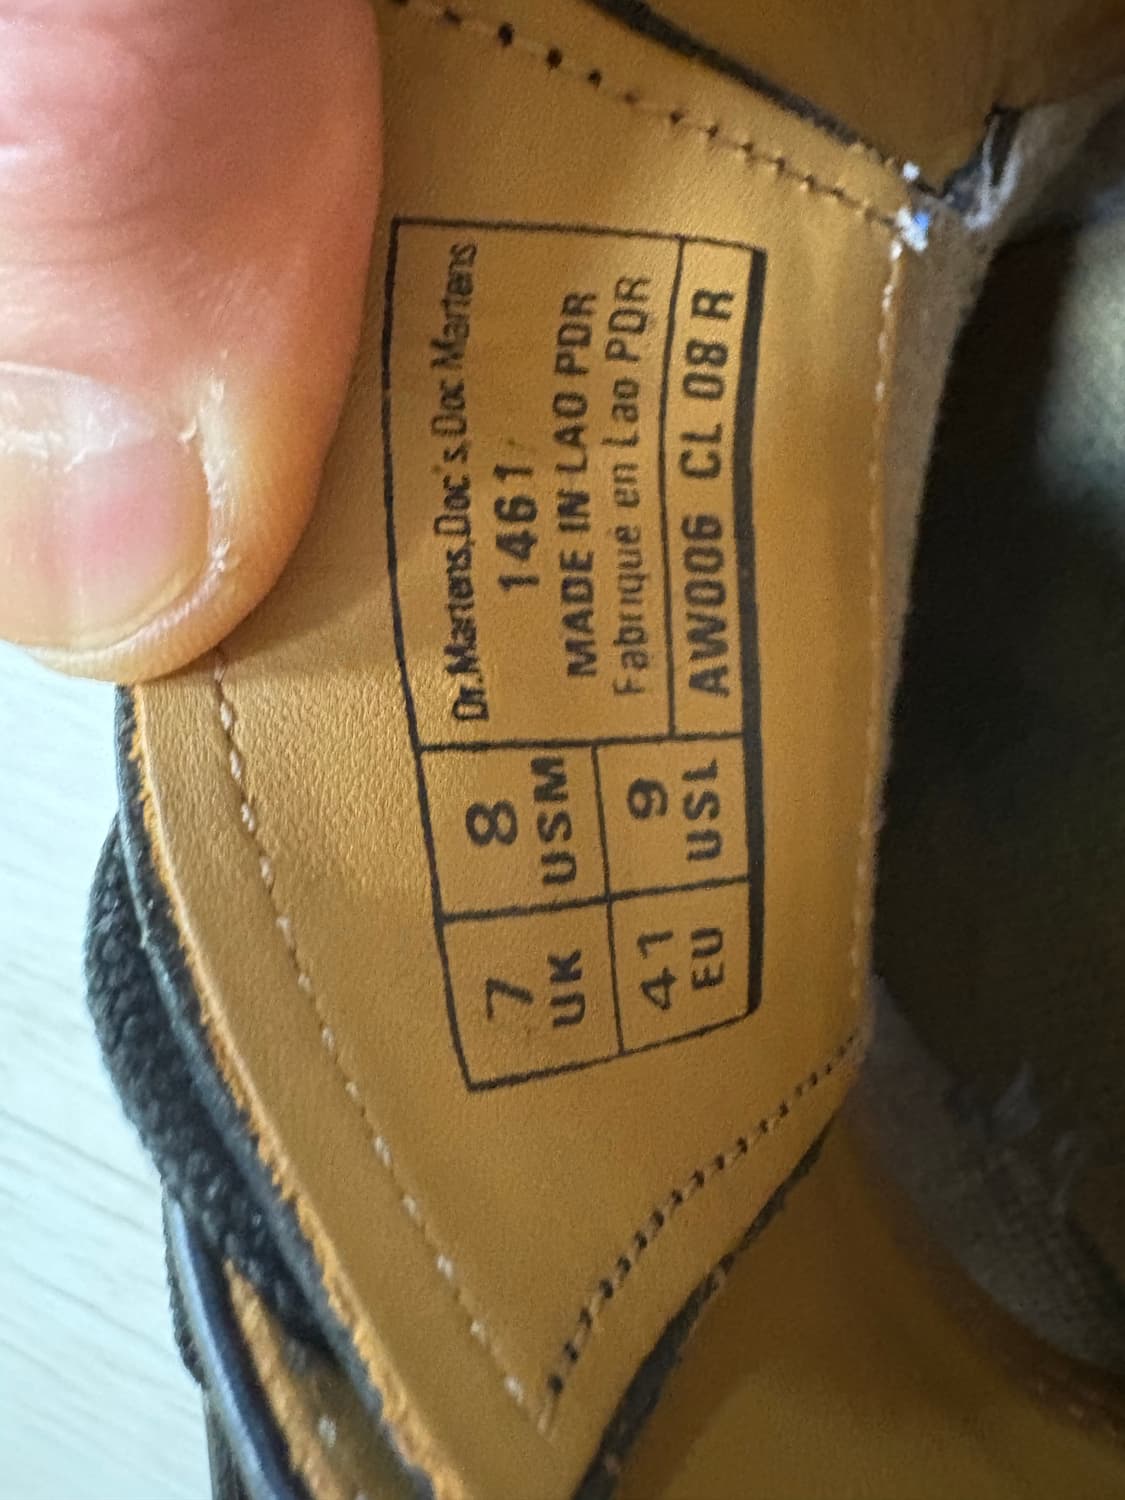 Dr.Martens,Doc's,Doc Martens
1461
MADE IN LAO PDR
Fabriqué en Lao PDR
AW006 CL 08 R
7
UK
8
USM
41
EU
9
USL